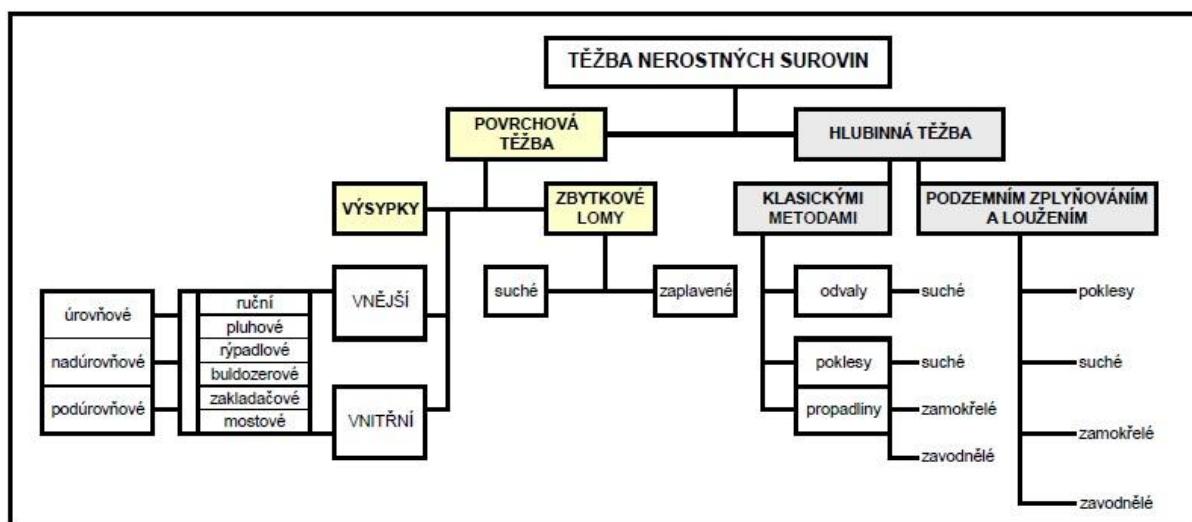 TĚŽBA NEROSTNÝCH SUROVIN
POVRCHOVÁ
TĚŽBA
HLUBINNÁ TĚŽBA
VÝSYPKY
ZBYTKOVÉ
LOMY
KLASICKÝMI
METODAMI
PODZEMNÍM ZPLYŇOVÁNÍM
A LOUŽENÍM
úrovňové
nadúrovňové
podúrovňové
ruční
pluhové
rýpadlové
buldozerové
zakladačové
mostové
VNĚJŠÍ
VNITŘNÍ
suché
zaplavené
odvaly
suché
poklesy
suché
propadliny
zamokřelé
zavodnělé
poklesy
suché
zamokřelé
zavodnělé